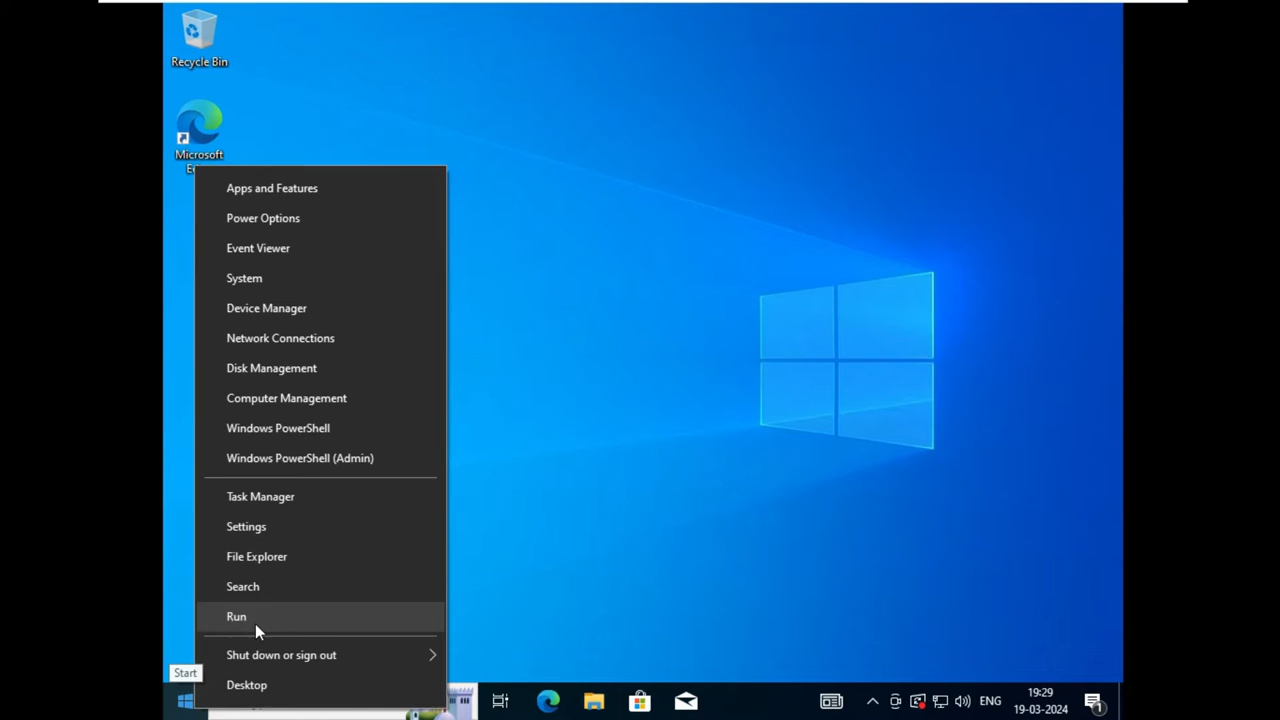 Recycle Bin
Microsoft
Apps and Features
Power Options
Event Viewer
System
Device Manager
Network Connections
Disk Management
Computer Management
Windows PowerShell
Windows PowerShell (Admin)
Task Manager
Settings
File Explorer
Search
Run
Shut down or sign out
Desktop
Start
ENG
19:29
19-03-2024
1